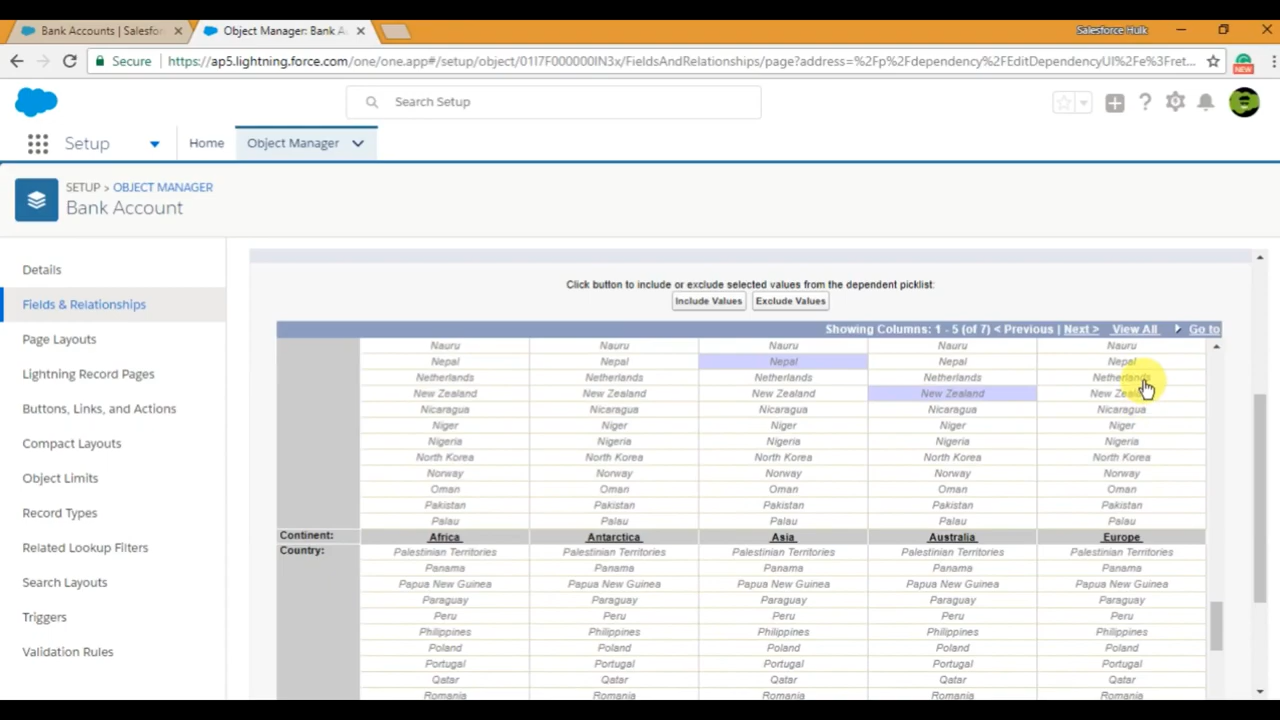 Bank Accounts | Salesfor
Object Manager: Bank A
Salesforce Hulk
Secure
https://ap5.lightning.force.com/one/one.app#/setup/object/01I7F000000IN3x/FieldsAndRelationships/page?address=%2Fp%2Fdependency%2FEditDependencyUI%2Fe%3Fret...
NEW
Search Setup
Setup
Home
Object Manager
SETUP > OBJECT MANAGER
Bank Account
Details
Fields & Relationships
Page Layouts
Lightning Record Pages
Buttons, Links, and Actions
Compact Layouts
Object Limits
Record Types
Related Lookup Filters
Search Layouts
Triggers
Validation Rules
Click button to include or exclude selected values from the dependent picklist:
Include Values Exclude Values
Showing Columns: 1 - 5 (of 7) < Previous | Next > View All Go to
Nauru Nauru Nauru Nauru Nauru
Nepal Nepal Nepal Nepal Nepal
Netherlands Netherlands Netherlands Netherlands Netherlands
New Zealand New Zealand New Zealand New Zealand New Zealand
Nicaragua Nicaragua Nicaragua Nicaragua Nicaragua
Niger Niger Niger Niger Niger
Nigeria Nigeria Nigeria Nigeria Nigeria
North Korea North Korea North Korea North Korea North Korea
Norway Norway Norway Norway Norway
Oman Oman Oman Oman Oman
Pakistan Pakistan Pakistan Pakistan Pakistan
Palau Palau Palau Palau Palau
Continent: Africa Antarctica Asia Australia Europe
Country: Palestinian Territories Palestinian Territories Palestinian Territories Palestinian Territories Palestinian Territories
Panama Panama Panama Panama Panama
Papua New Guinea Papua New Guinea Papua New Guinea Papua New Guinea Papua New Guinea
Paraguay Paraguay Paraguay Paraguay Paraguay
Peru Peru Peru Peru Peru
Philippines Philippines Philippines Philippines Philippines
Poland Poland Poland Poland Poland
Portugal Portugal Portugal Portugal Portugal
Qatar Qatar Qatar Qatar Qatar
Romania Romania Romania Romania Romania